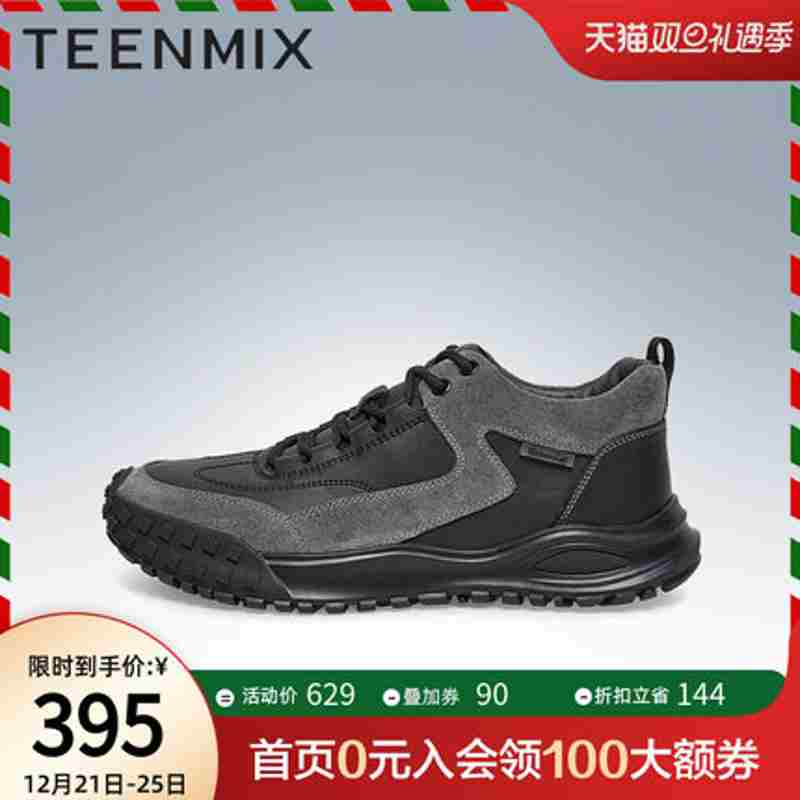 TEENMIX
天猫双旦礼遇季
限时到手价:¥
395
12月21日-25日
= 活动价 629 - 叠加券 90 - 折扣立省 144
首页0元入会领100大额券